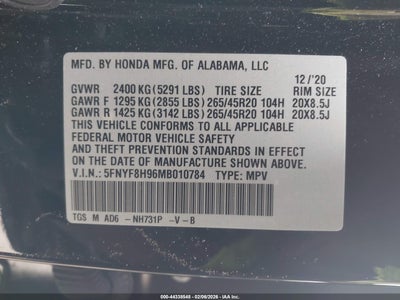 MFD. BY HONDA MFG. OF ALABAMA, LLC
12/'20
GVWR 2400 KG(5291 LBS) TIRE SIZE RIM SIZE
GAWR F 1295 KG(2855 LBS)265/45R20 104H 20X8.5J
GAWR R 1425 KG(3142 LBS)265/45R20 104H 20X8.5J
THIS VEHICLE CONFORMS TO ALL APPLICABLE
FEDERAL MOTOR VEHICLE SAFETY
AND THEFT PREVENTION STANDARDS IN EFFECT ON
THE DATE OF MANUFACTURE SHOWN ABOVE.
V.I.N.: 5FNYF8H96MB010784 TYPE: MPV
TGS M AD6- NH731P -V-B
000-44338548 - 02/06/2026 - © IAA Holdings, LLC